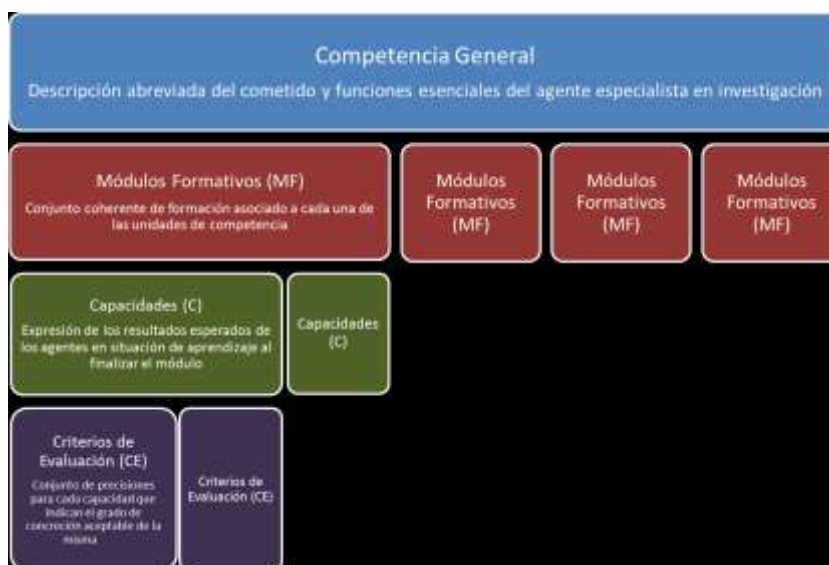 Competencia General
Descripción abreviada del cometido y funciones esenciales del agente especialista en investigación
Módulos Formativos (MF)
Conjunto coherente de formación asociado a cada una de
las unidades de competencia
Módulos
Formativos
(MF)
Módulos
Formativos
(MF)
Módulos
Formativos
(MF)
Capacidades (C)
Expresión de los resultados esperados de
los agentes en situación de aprendizaje al
finalizar el módulo
Capacidades
(C)
Criterios de
Evaluación (CE)
Conjunto de precisiones
para cada capacidad que
indican el grado de
concreción aceptable de la
misma
Criterios de
Evaluación (CE)